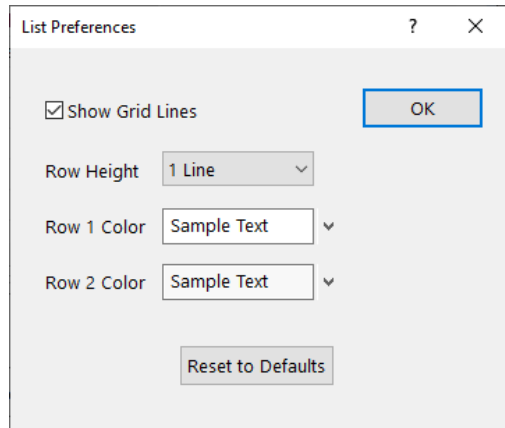 List Preferences ?
Show Grid Lines
OK
Row Height 1 Line
Row 1 Color Sample Text
Row 2 Color Sample Text
Reset to Defaults